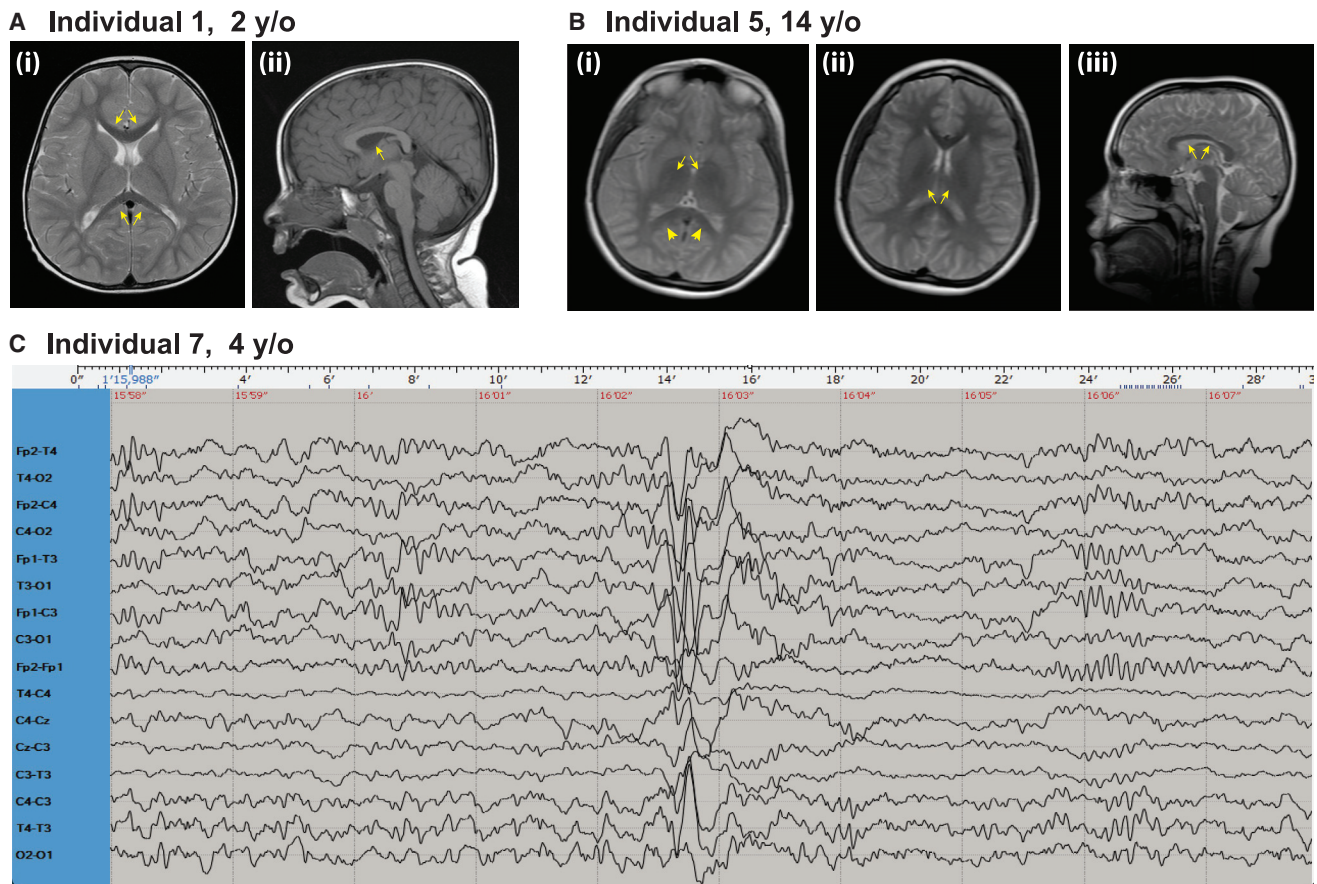 A Individual 1, 2 y/o
B Individual 5, 14 y/o
(i)
(ii)
(i)
(ii)
(iii)
C Individual 7, 4 y/o
0" 1'15,988" 4' 6' 8' 10' 12' 14' 16' 18' 20' 22' 24' 26' 28' 3
15'58" 15'59" 16' 16'01" 16'02" 16'03" 16'04" 16'05" 16'06" 16'07"
Fp2-T4
T4-O2
Fp2-C4
C4-O2
Fp1-T3
T3-O1
Fp1-C3
C3-O1
Fp2-Fp1
T4-C4
C4-Cz
Cz-C3
C3-T3
C4-C3
T4-T3
O2-O1